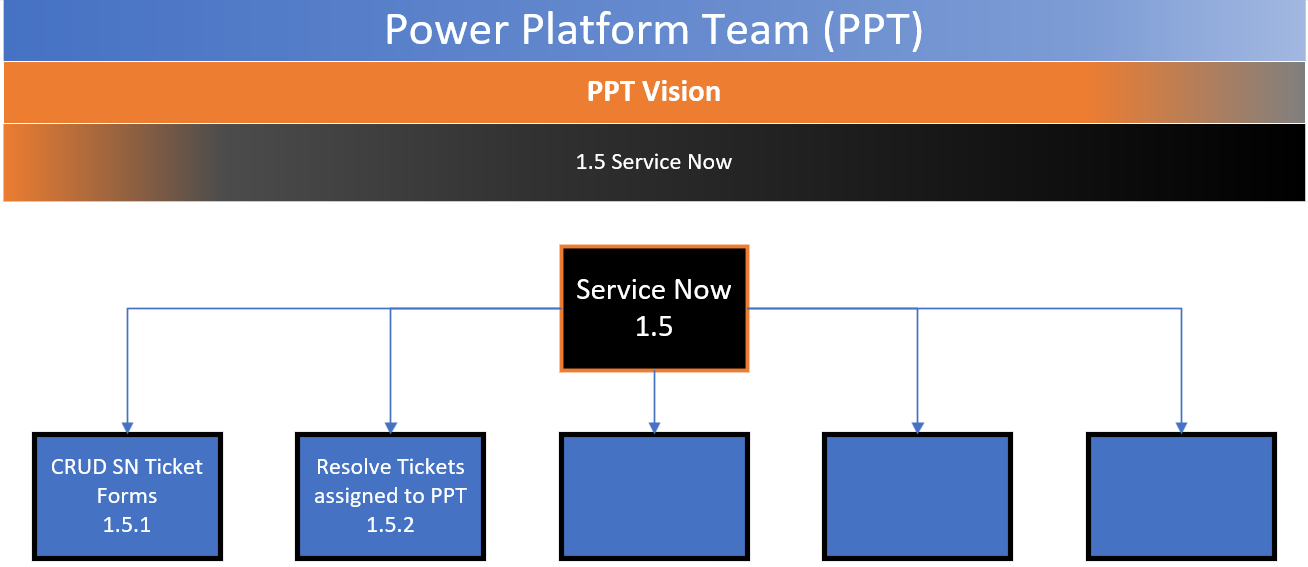 Power Platform Team (PPT)
PPT Vision
1.5 Service Now
Service Now
1.5
CRUD SN Ticket
Forms
1.5.1
Resolve Tickets
assigned to PPT
1.5.2